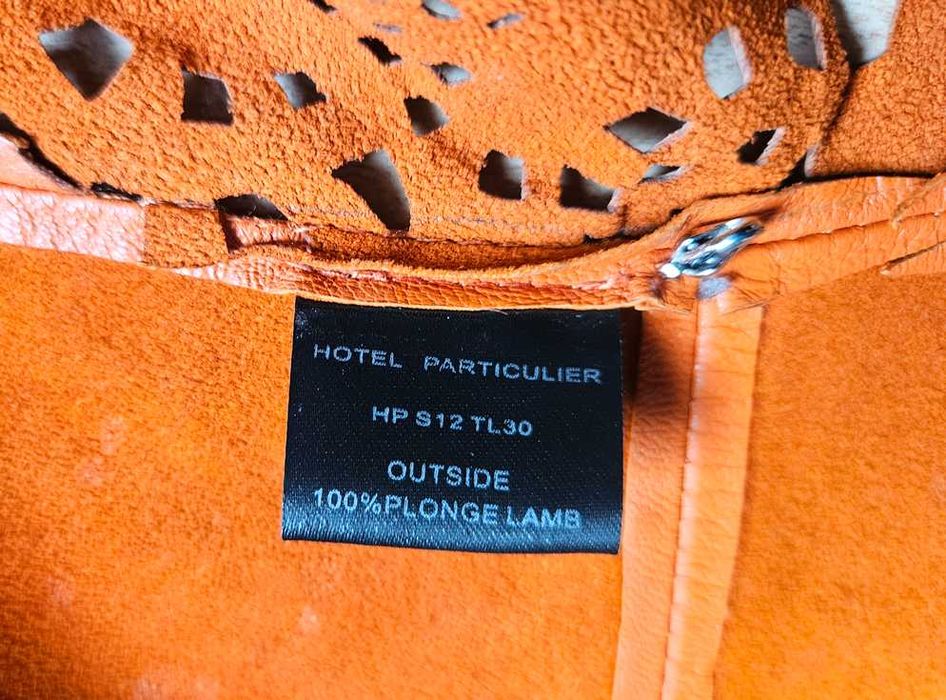 HOTEL PARTICULIER
HP S12 TL30
OUTSIDE
100%PLONGE LAMB